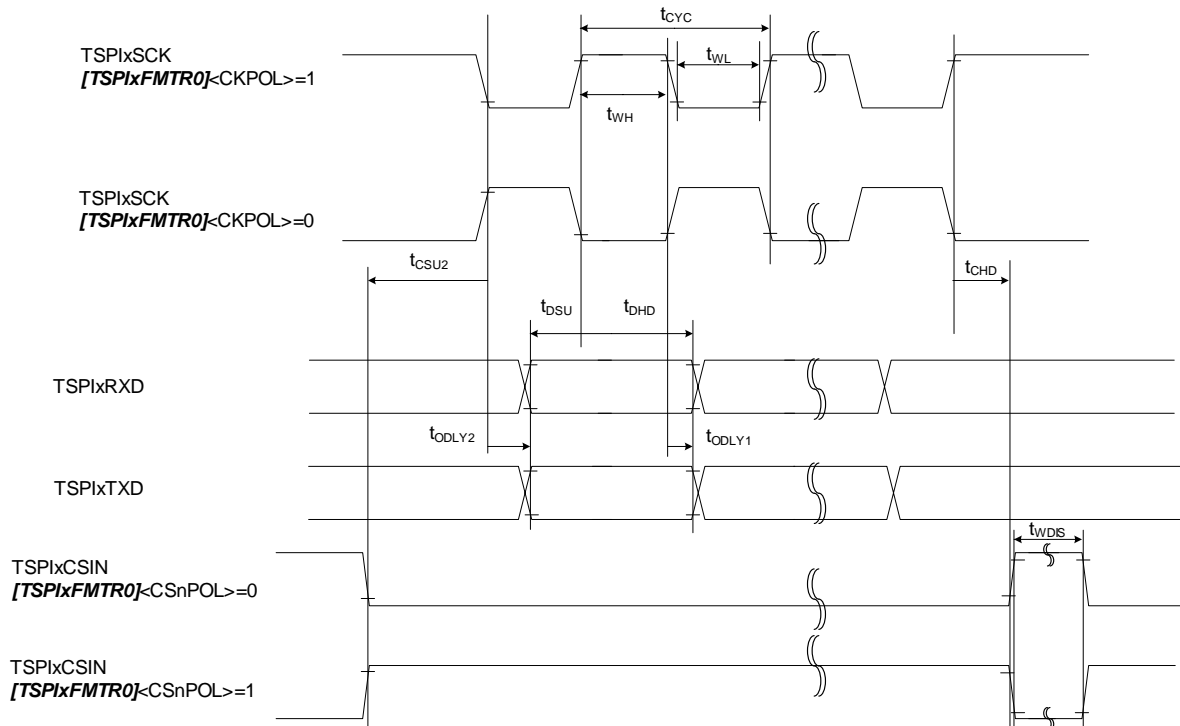 tCYC
TSPIxSCK
[TSPIxFMTR0]<CKPOL>=1
tWL
tWH
TSPIxSCK
[TSPIxFMTR0]<CKPOL>=0
tCSU2
tCHD
tDSU
tDHD
TSPIxRXD
tODLY2
tODLY1
TSPIxTXD
tWDIS
TSPIxCSIN
[TSPIxFMTR0]<CSnPOL>=0
TSPIxCSIN
[TSPIxFMTR0]<CSnPOL>=1